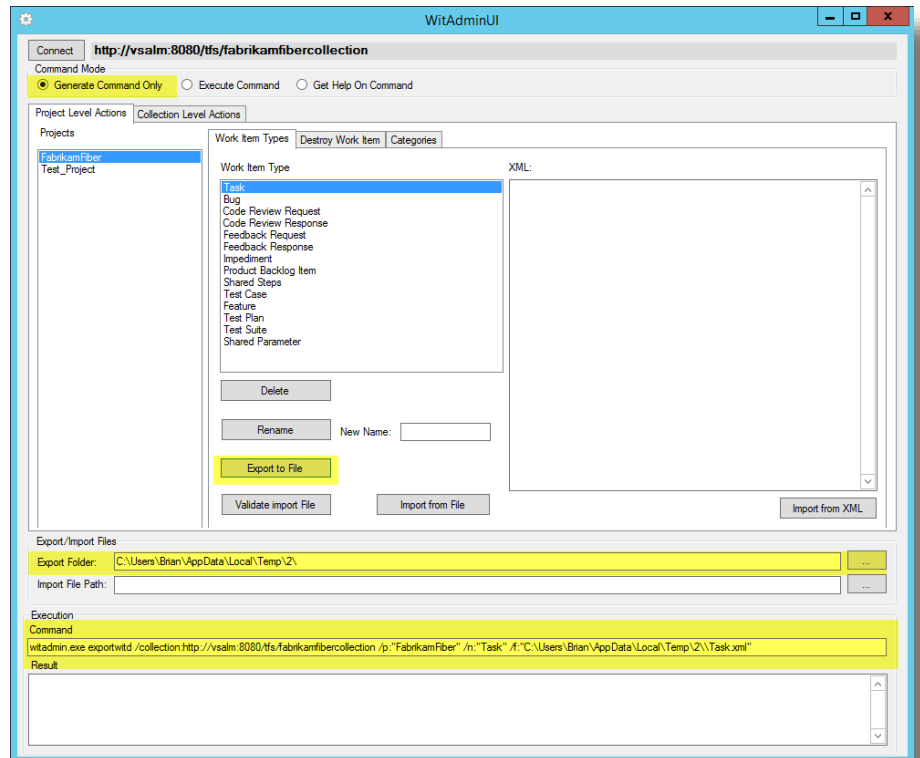 WitAdminUI
Connect http://vsalm:8080/tfs/fabrikamfibercollection
Command Mode
Generate Command Only Execute Command Get Help On Command
Project Level Actions Collection Level Actions
Projects
FabrikamFiber
Test_Project
Work Item Types Destroy Work Item Categories
Work Item Type
XML:
Task
Bug
Code Review Request
Code Review Response
Feedback Request
Feedback Response
Impediment
Product Backlog Item
Shared Steps
Test Case
Feature
Test Plan
Test Suite
Shared Parameter
Delete
Rename New Name:
Export to File
Validate import File Import from File
Import from XML
Export/Import Files
Export Folder: C:\Users\Brian\AppData\Local\Temp\2\ ...
Import File Path: ...
Execution
Command
witadmin.exe exportwitd /collection:http://vsalm:8080/tfs/fabrikamfibercollection /p:"FabrikamFiber" /n:"Task" /f:"C:\Users\Brian\AppData\Local\Temp\2\\Task.xml"
Result